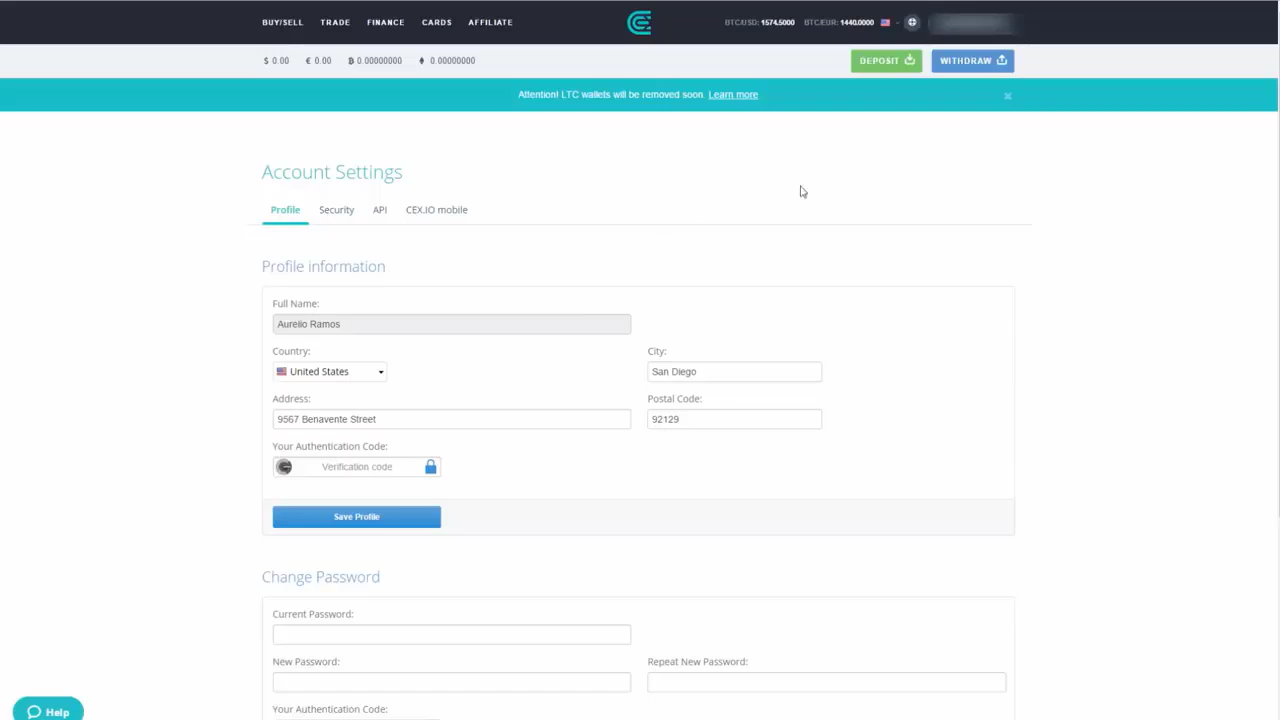 BUY/SELL TRADE FINANCE CARDS AFFILIATE BTC/USD: 1574.5000 BTC/EUR: 1440.0000
$ 0.00 € 0.00 0.00000000 0.00000000 DEPOSIT WITHDRAW
Attention! LTC wallets will be removed soon. Learn more
Account Settings
Profile Security API CEX.IO mobile
Profile information
Full Name:
Aurelio Ramos
Country: City:
United States San Diego
Address: Postal Code:
9567 Benavente Street 92129
Your Authentication Code:
Verification code
Save Profile
Change Password
Current Password:
New Password: Repeat New Password:
Your Authentication Code:
Help